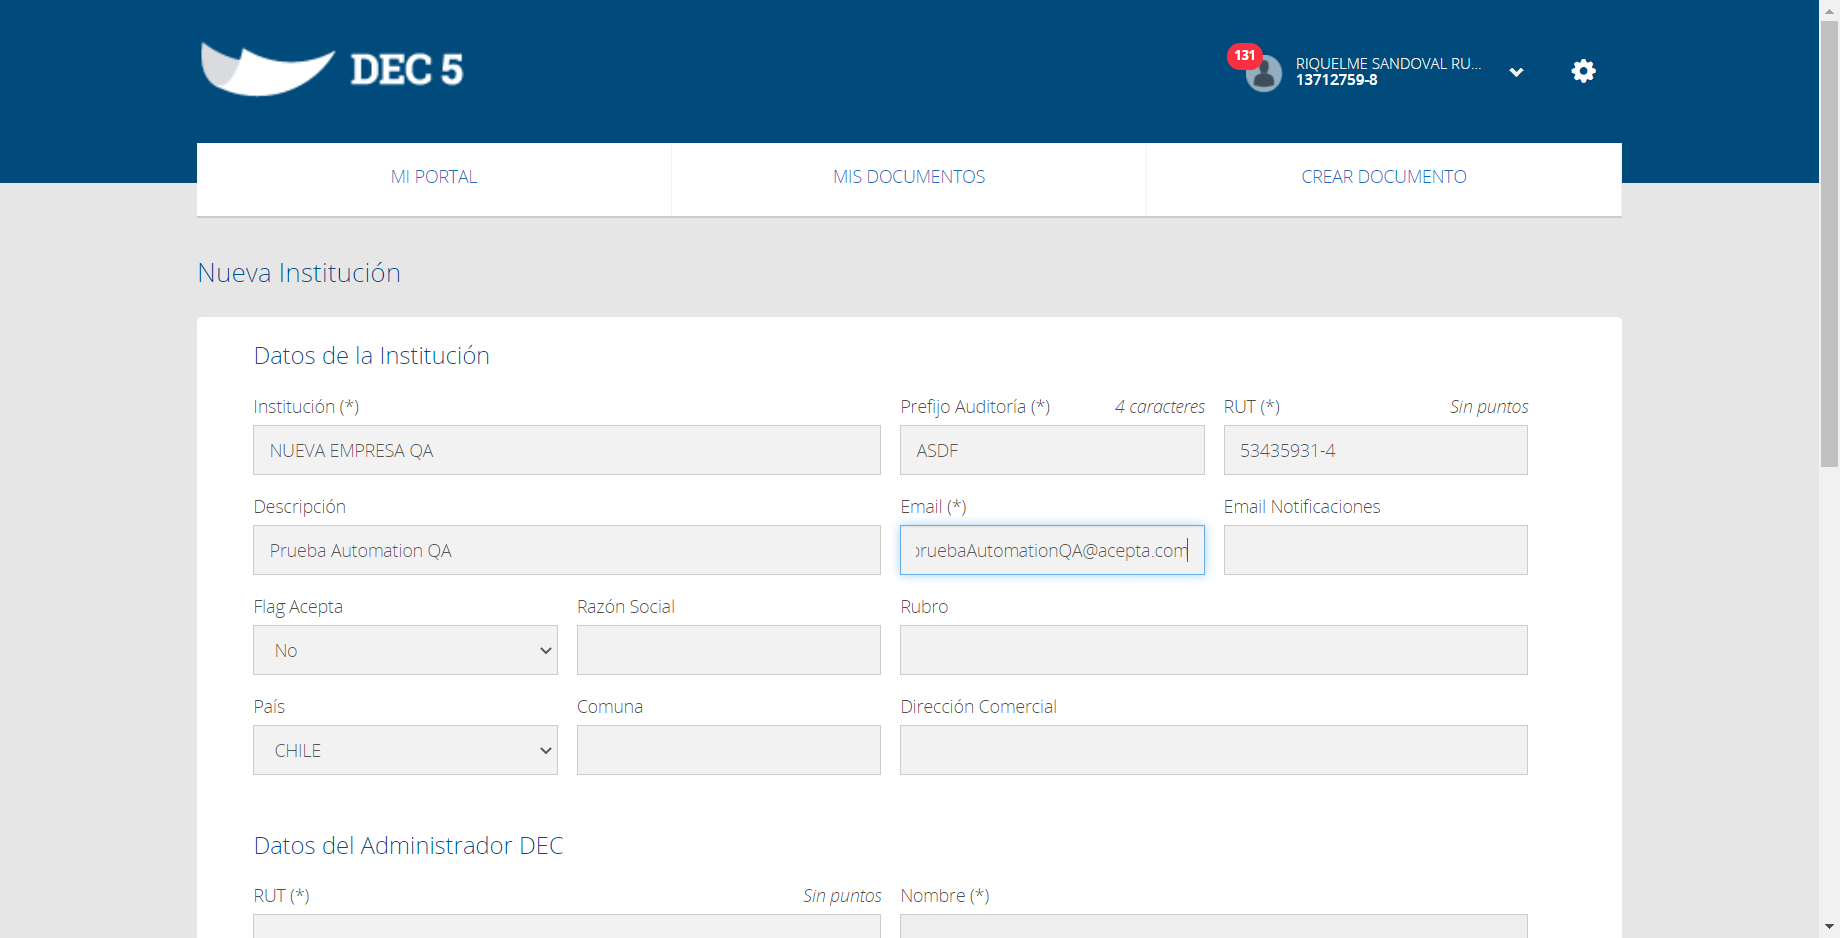 DEC 5
131
RIQUELME SANDOVAL RU...
13712759-8
MI PORTAL
MIS DOCUMENTOS
CREAR DOCUMENTO
Nueva Institución
Datos de la Institución
Institución (*)
Prefijo Auditoría (*) 4 caracteres
RUT (*) Sin puntos
NUEVA EMPRESA QA
ASDF
53435931-4
Descripción
Email (*)
Email Notificaciones
Prueba Automation QA
pruebaAutomationQA@acepta.com
Flag Acepta
Razón Social
Rubro
No
País
Comuna
Dirección Comercial
CHILE
Datos del Administrador DEC
RUT (*) Sin puntos
Nombre (*)